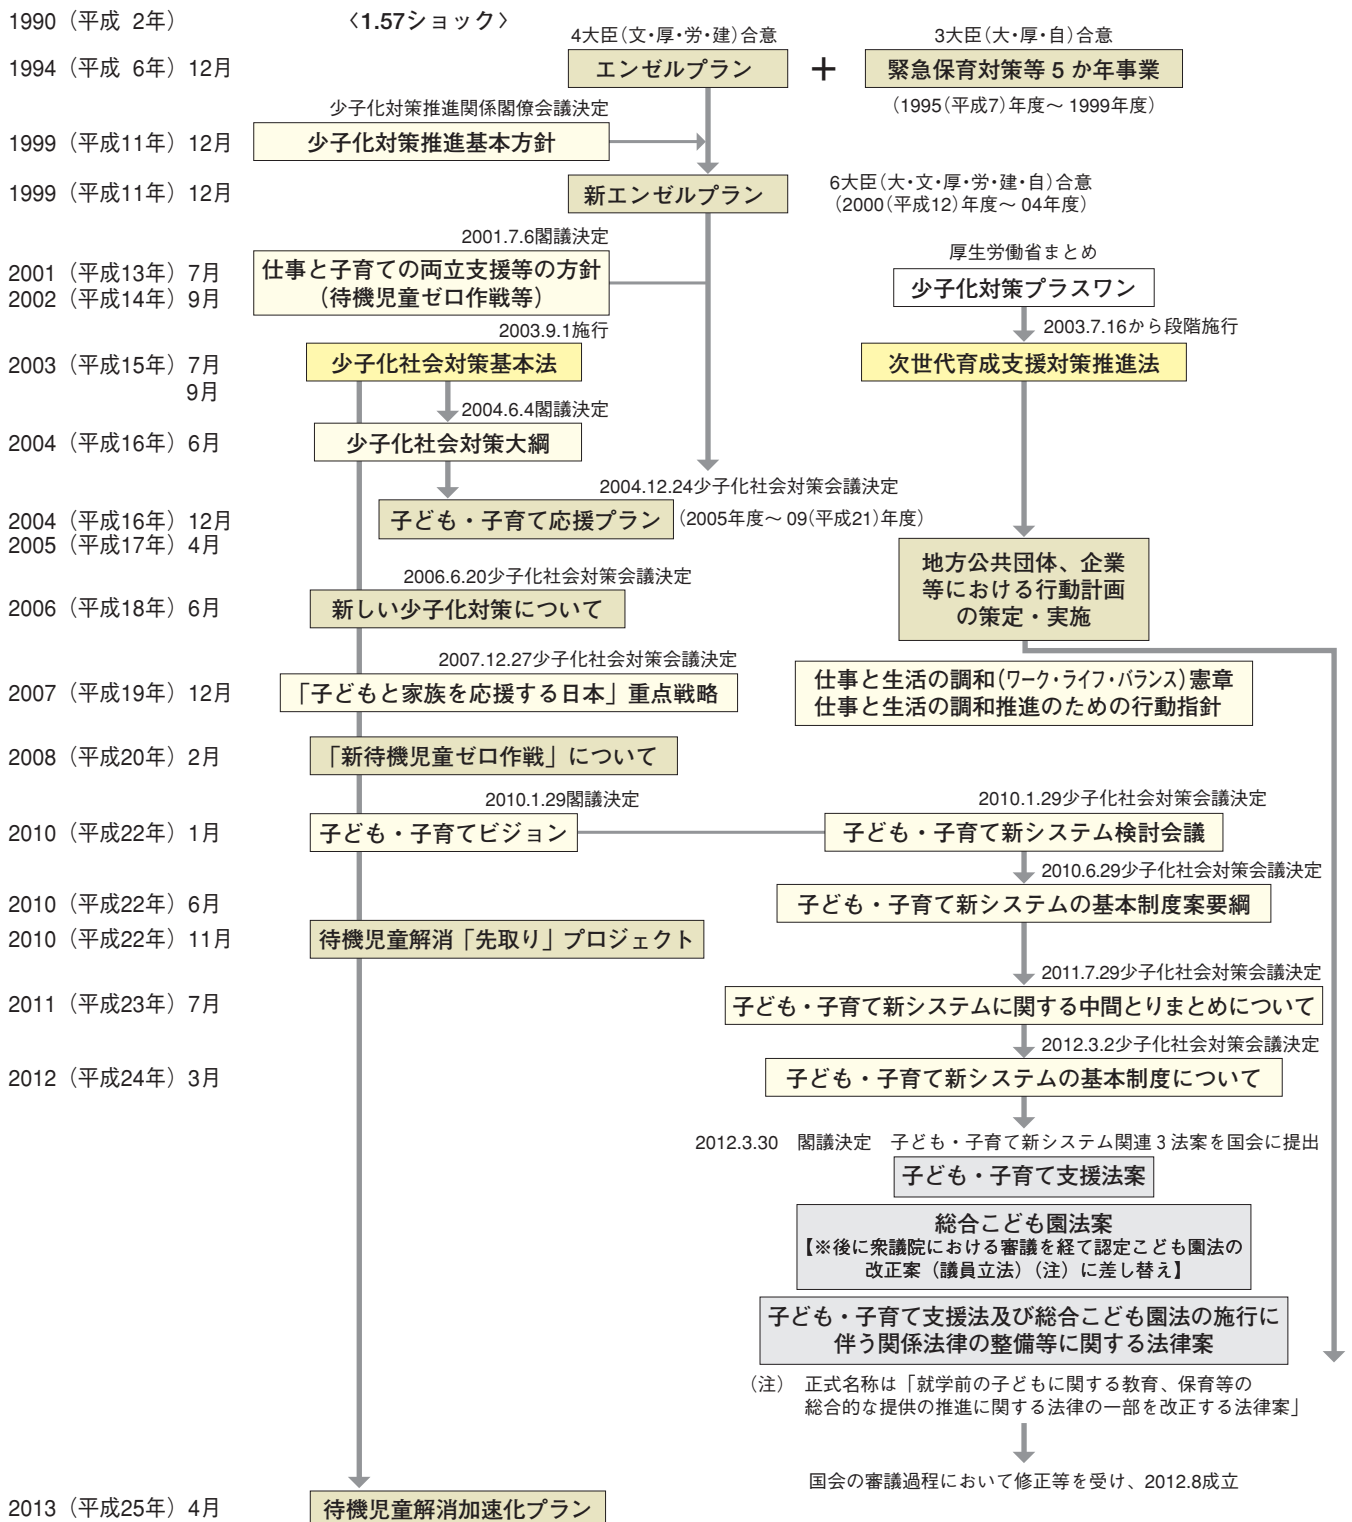 1990（平成 2年）
〈1.57ショック〉
4大臣（文・厚・労・建）合意
3大臣（大・厚・自）合意
1994（平成 6年）12月
エンゼルプラン
＋
緊急保育対策等５か年事業
（1995（平成7）年度～1999年度）
少子化対策推進関係閣僚会議決定
1999（平成11年）12月
少子化対策推進基本方針
1999（平成11年）12月
新エンゼルプラン
6大臣（大・文・厚・労・建・自）合意
（2000（平成12）年度～04年度）
2001.7.6閣議決定
2001（平成13年）7月
仕事と子育ての両立支援等の方針
（待機児童ゼロ作戦等）
厚生労働省まとめ
2002（平成14年）9月
少子化対策プラスワン
2003.9.1施行
2003.7.16から段階施行
2003（平成15年）7月
9月
少子化社会対策基本法
次世代育成支援対策推進法
2004.6.4閣議決定
2004（平成16年）6月
少子化社会対策大綱
2004.12.24少子化社会対策会議決定
2004（平成16年）12月
子ども・子育て応援プラン
（2005年度～09（平成21）年度）
2005（平成17年）4月
地方公共団体、企業
等における行動計画
の策定・実施
2006.6.20少子化社会対策会議決定
2006（平成18年）6月
新しい少子化対策について
2007.12.27少子化社会対策会議決定
2007（平成19年）12月
「子どもと家族を応援する日本」重点戦略
仕事と生活の調和（ワーク・ライフ・バランス）憲章
仕事と生活の調和推進のための行動指針
2008（平成20年）2月
「新待機児童ゼロ作戦」について
2010.1.29閣議決定
2010.1.29少子化社会対策会議決定
2010（平成22年）1月
子ども・子育てビジョン
子ども・子育て新システム検討会議
2010.6.29少子化社会対策会議決定
2010（平成22年）6月
子ども・子育て新システムの基本制度案要綱
2010（平成22年）11月
待機児童解消「先取り」プロジェクト
2011.7.29少子化社会対策会議決定
2011（平成23年）7月
子ども・子育て新システムに関する中間とりまとめについて
2012.3.2少子化社会対策会議決定
2012（平成24年）3月
子ども・子育て新システムの基本制度について
2012.3.30　閣議決定　子ども・子育て新システム関連３法案を国会に提出
子ども・子育て支援法案
総合こども園法案
【※後に衆議院における審議を経て認定こども園法の
改正案（議員立法）（注）に差し替え】
子ども・子育て支援法及び総合こども園法の施行に
伴う関係法律の整備等に関する法律案
（注）　正式名称は「就学前の子どもに関する教育、保育等の
総合的な提供の推進に関する法律の一部を改正する法律案」
国会の審議過程において修正等を受け、2012.8成立
2013（平成25年）4月
待機児童解消加速化プラン